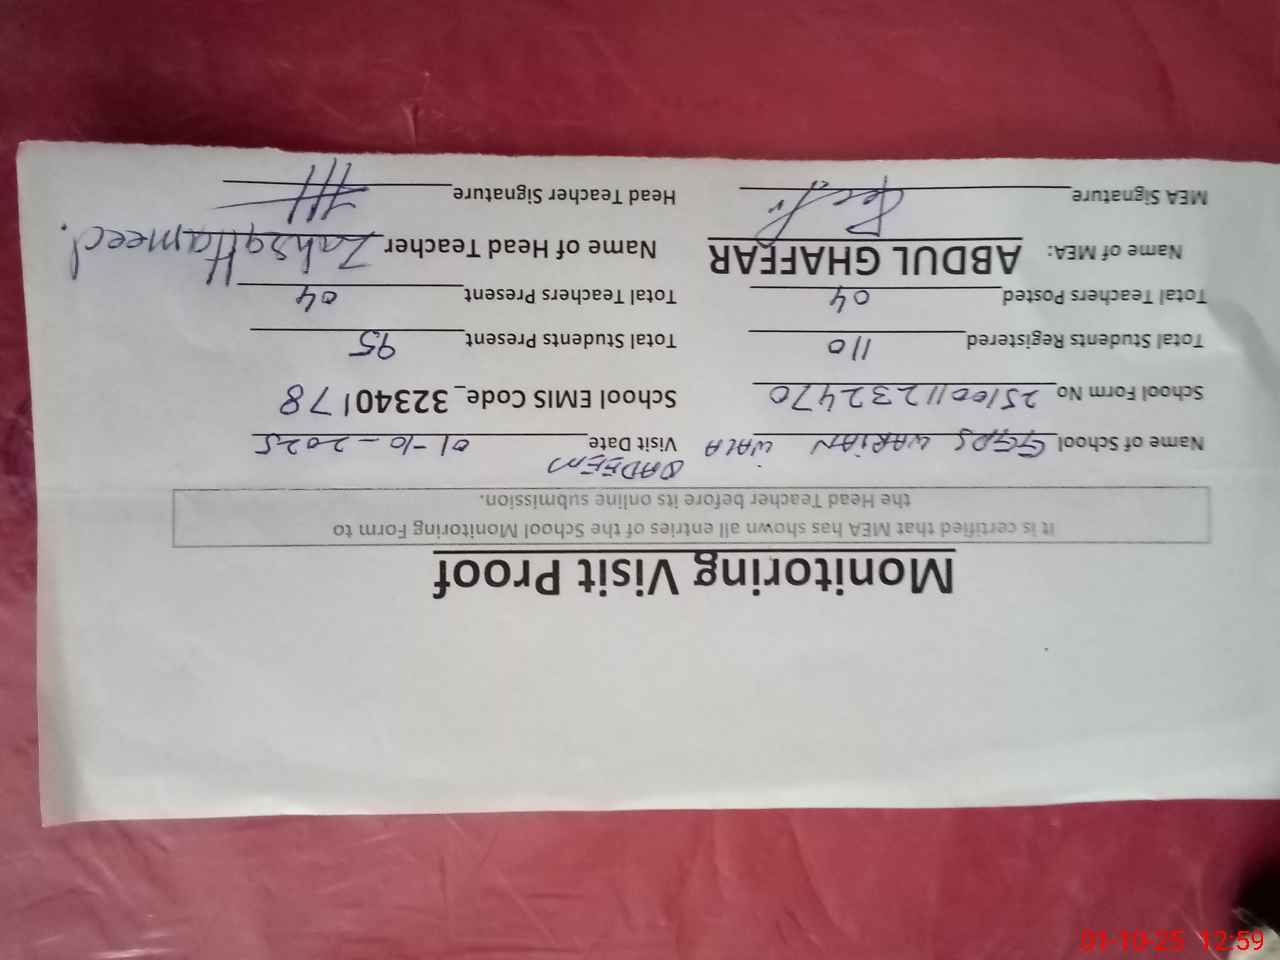 Monitoring Visit Proof
It is certified that MEA has shown all entries of the School Monitoring Form to
the Head Teacher before its online submission.
Name of School GGPS WARIAN WALA QADEEM Visit Date 01-10-2025
School Form No 2510011232470 School EMIS Code_ 32340178
Total Students Registered 110 Total Students Present 95
Total Teachers Posted 04 Total Teachers Present 04
Name of MEA: ABDUL GHAFFAR Name of Head Teacher Hameed.
MEA Signature Head Teacher Signature
01-10-25 12:59